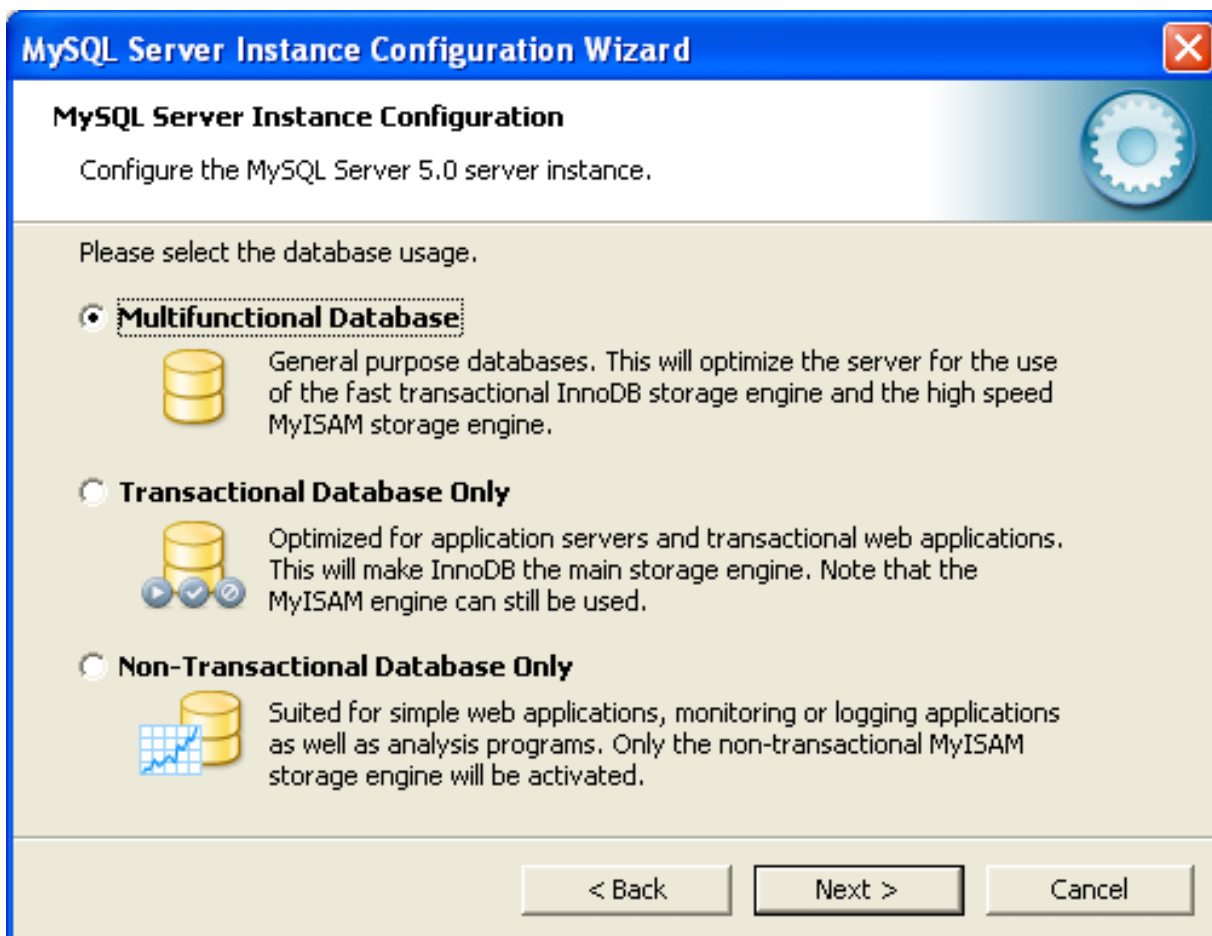 MySQL Server Instance Configuration Wizard
MySQL Server Instance Configuration
Configure the MySQL Server 5.0 server instance.
Please select the database usage.
Multifunctional Database
General purpose databases. This will optimize the server for the use
of the fast transactional InnoDB storage engine and the high speed
MyISAM storage engine.
Transactional Database Only
Optimized for application servers and transactional web applications.
This will make InnoDB the main storage engine. Note that the
MyISAM engine can still be used.
Non-Transactional Database Only
Suited for simple web applications, monitoring or logging applications
as well as analysis programs. Only the non-transactional MyISAM
storage engine will be activated.
< Back Next > Cancel